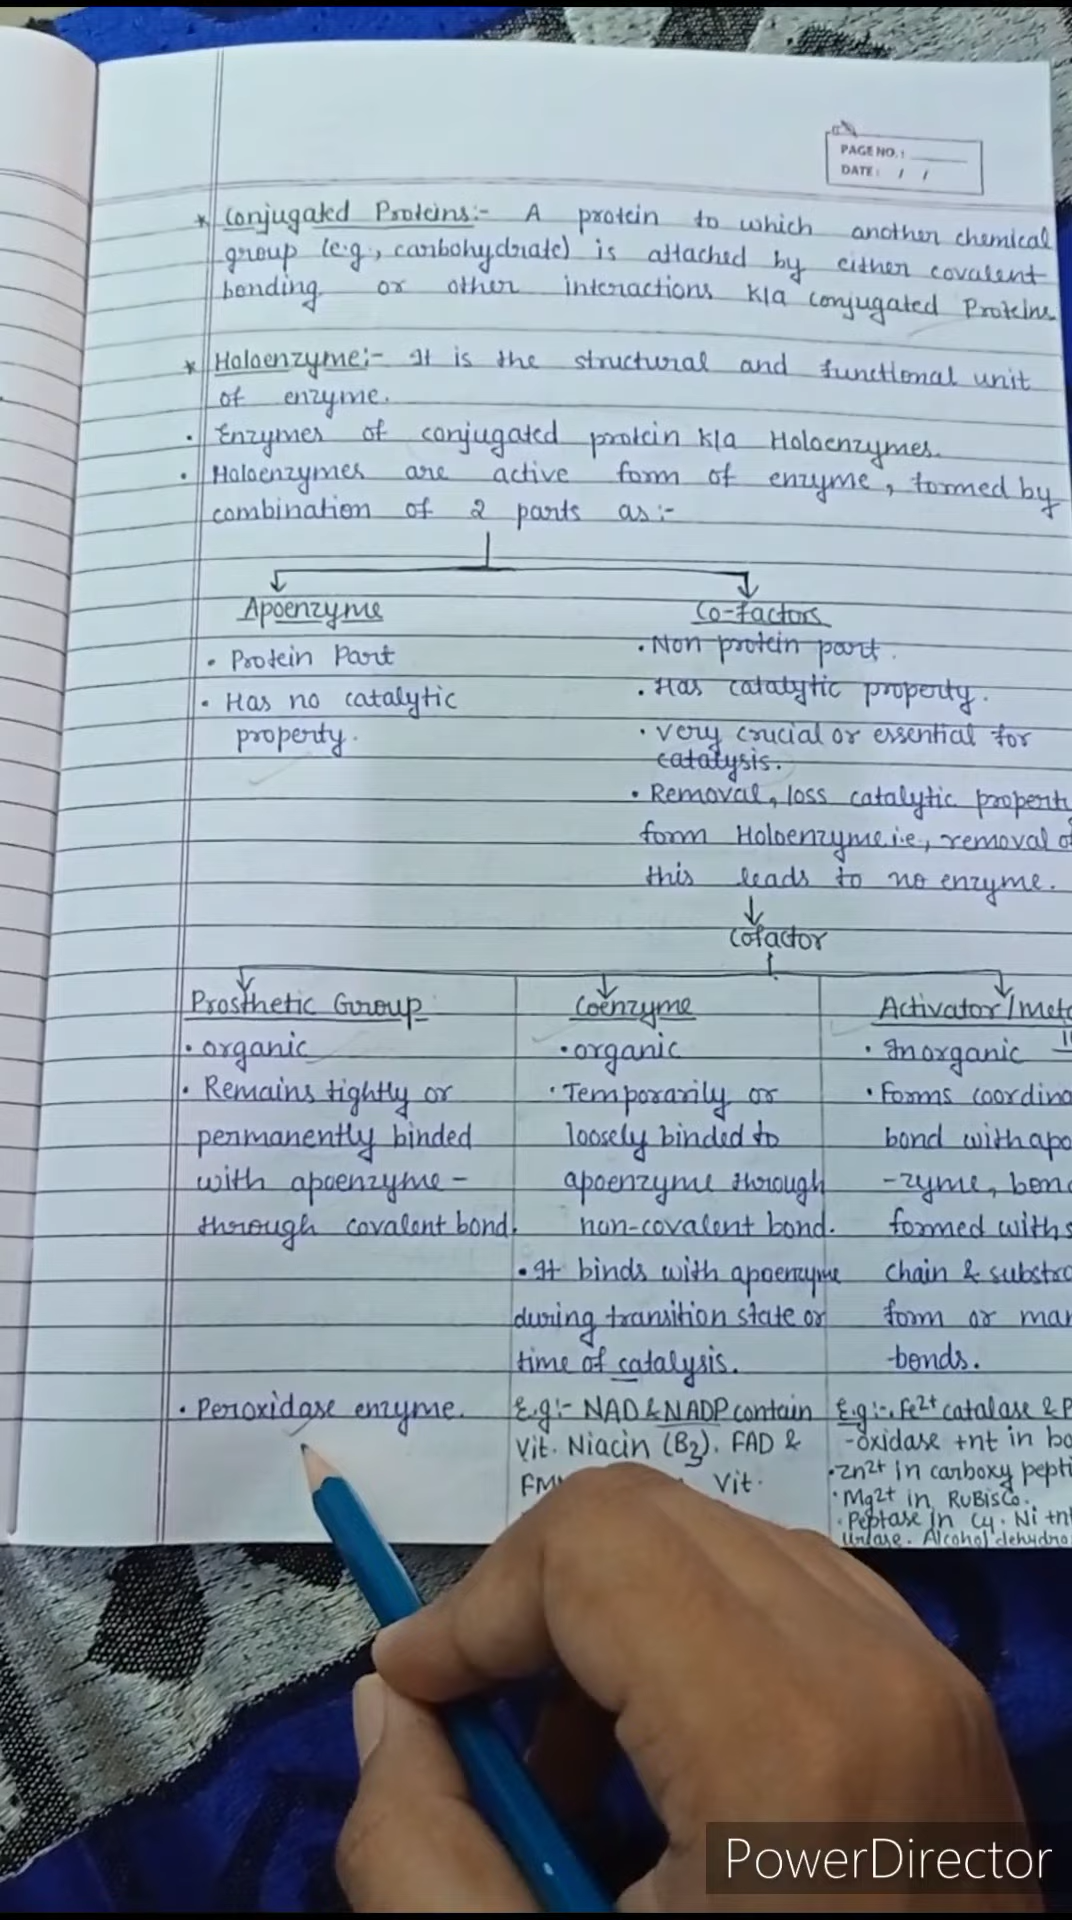 PAGE NO.:
DATE: / /
* Conjugated Proteins:- A protein to which another chemical
group (e.g., carbohydrate) is attached by either covalent
bonding or other interactions K/a conjugated Proteins
* Holoenzyme:- It is the structural and functional unit
of enzyme.
• Enzymes of conjugated protein K/a Holoenzymes.
• Holoenzymes are active form of enzyme, formed by
combination of 2 parts as:-
Apoenzyme
• Protein Part
• Has no catalytic
property.
Co-factors
• Non protein part.
• Has catalytic property.
• very crucial or essential for
catalysis.
• Removal, loss catalytic property
form Holoenzyme i.e., removal of
this leads to no enzyme.
Cofactor
Prosthetic Group
• organic
• Remains tightly or
permanently binded
with apoenzyme -
through covalent bond.
• Peroxidase enzyme.
Coenzyme
• organic
• Temporarily or
loosely binded to
apoenzyme through
non-covalent bond.
• It binds with apoenzyme
during transition state or
time of catalysis.
E.g:- NAD & NADP contain
Vit. Niacin (B3). FAD &
Vit.
Activator/
• Inorganic
• Forms
bond with
-zyme,
formed with
chain &
form or
bonds.
E.g:-. Fe2+ catalase &
-oxidase +nt in
• Zn2+ in carboxy
• Mg2+ in RUBISCO.
• Peptase in C4. Ni
Urease. Alcohol
PowerDirector